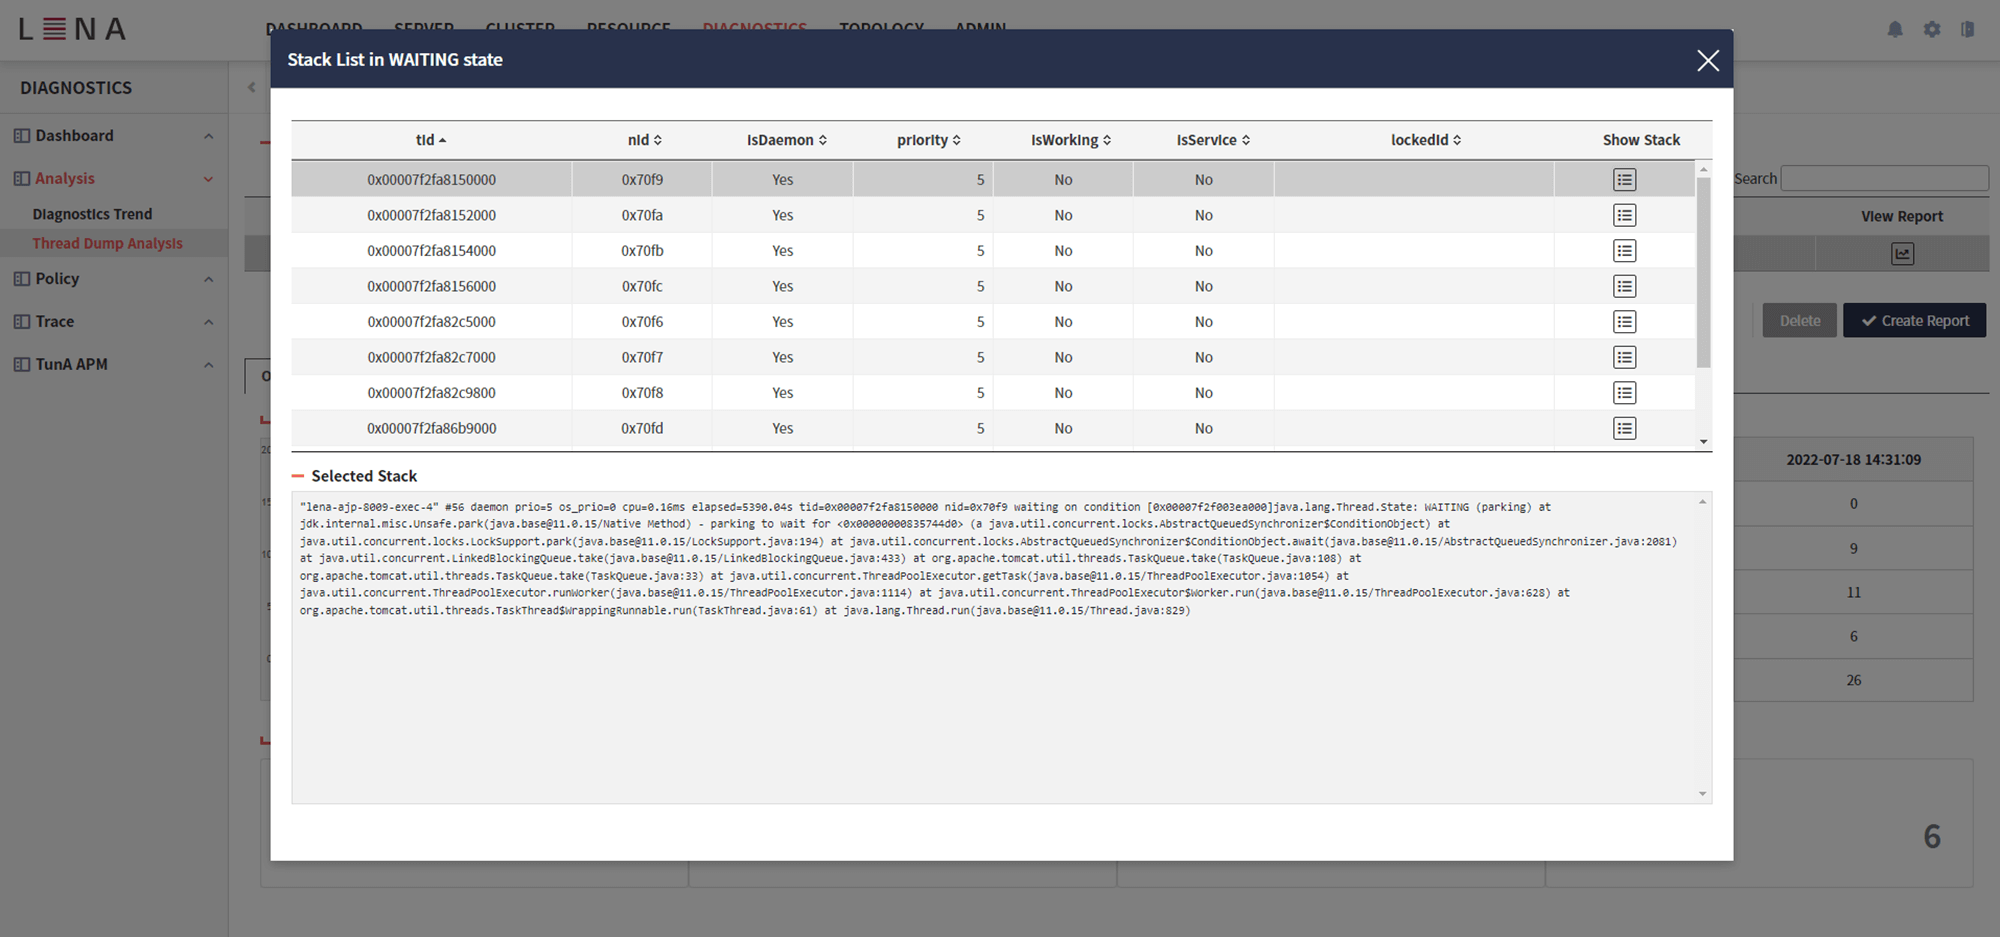 LENA
DASHBOARD SERVER CLUSTER RESOURCE DIAGNOSTICS TOPOLOGY ADMIN
DIAGNOSTICS
Dashboard
Analysis
Diagnostics Trend
Thread Dump Analysis
Policy
Trace
TunA APM
Stack List in WAITING state
tid nid isDaemon priority isWorking isService lockedId Show Stack
0x00007f2fa8150000 0x70f9 Yes 5 No No
0x00007f2fa8152000 0x70fa Yes 5 No No
0x00007f2fa8154000 0x70fb Yes 5 No No
0x00007f2fa8156000 0x70fc Yes 5 No No
0x00007f2fa82c5000 0x70f6 Yes 5 No No
0x00007f2fa82c7000 0x70f7 Yes 5 No No
0x00007f2fa82c9800 0x70f8 Yes 5 No No
0x00007f2fa86b9000 0x70fd Yes 5 No No
Selected Stack
"lena-ajp-8009-exec-4" #56 daemon prio=5 os_prio=0 cpu=0.16ms elapsed=5390.04s tid=0x00007f2fa8150000 nid=0x70f9 waiting on condition [0x00007f2f003ea000]java.lang.Thread.State: WAITING (parking) at
jdk.internal.misc.Unsafe.park(java.base@11.0.15/Native Method) - parking to wait for <0x00000000835744d0> (a java.util.concurrent.locks.AbstractQueuedSynchronizer$ConditionObject) at
java.util.concurrent.locks.LockSupport.park(java.base@11.0.15/LockSupport.java:194) at java.util.concurrent.locks.AbstractQueuedSynchronizer$ConditionObject.await(java.base@11.0.15/AbstractQueuedSynchronizer.java:2081)
at java.util.concurrent.LinkedBlockingQueue.take(java.base@11.0.15/LinkedBlockingQueue.java:433) at org.apache.tomcat.util.threads.TaskQueue.take(TaskQueue.java:108) at
org.apache.tomcat.util.threads.TaskQueue.take(TaskQueue.java:33) at java.util.concurrent.ThreadPoolExecutor.getTask(java.base@11.0.15/ThreadPoolExecutor.java:1054) at
java.util.concurrent.ThreadPoolExecutor.runWorker(java.base@11.0.15/ThreadPoolExecutor.java:1114) at java.util.concurrent.ThreadPoolExecutor$Worker.run(java.base@11.0.15/ThreadPoolExecutor.java:628) at
org.apache.tomcat.util.threads.TaskThread$WrappingRunnable.run(TaskThread.java:61) at java.lang.Thread.run(java.base@11.0.15/Thread.java:829)
Search
View Report
Delete Create Report
2022-07-18 14:31:09
0
9
11
6
26
6